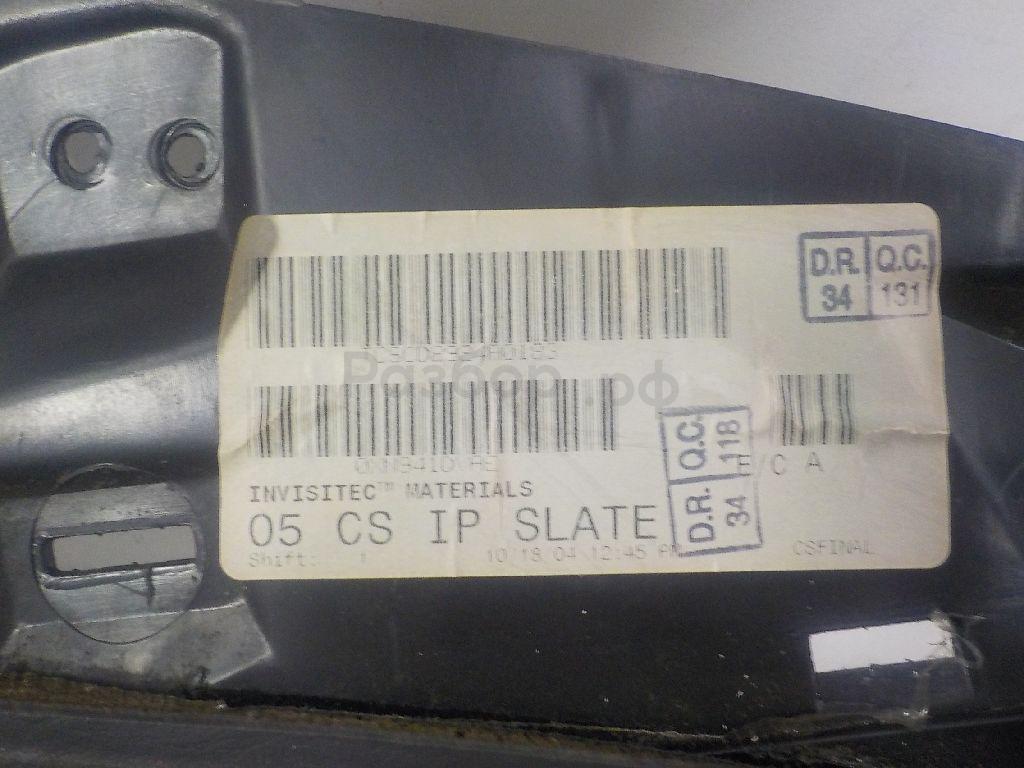 D.R. Q.C.
34 131
Разбор.рф
Q.C. 118
D.R. 34
E/C A
INVISITEC™ MATERIALS
05 CS IP SLATE
Shift: 1 10/18/04 12:45 PM CSFINAL